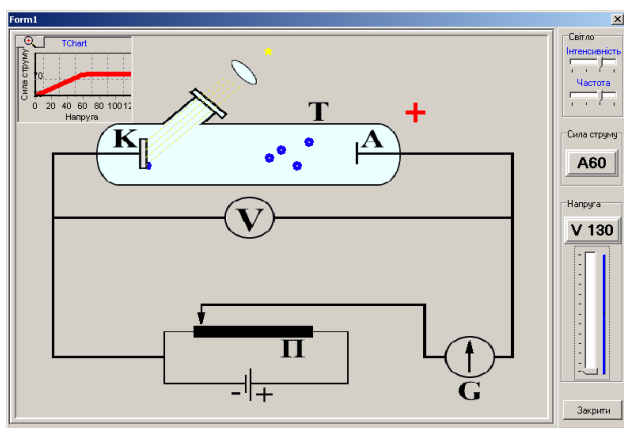 Form1
TChart
Сила струму
70
0 20 40 60 80 100 12
Напруга
К
Т
+
А
V
П
- +
G
Світло
Інтенсивність
Частота
Сила струму
А60
Напруга
V 130
Закрити